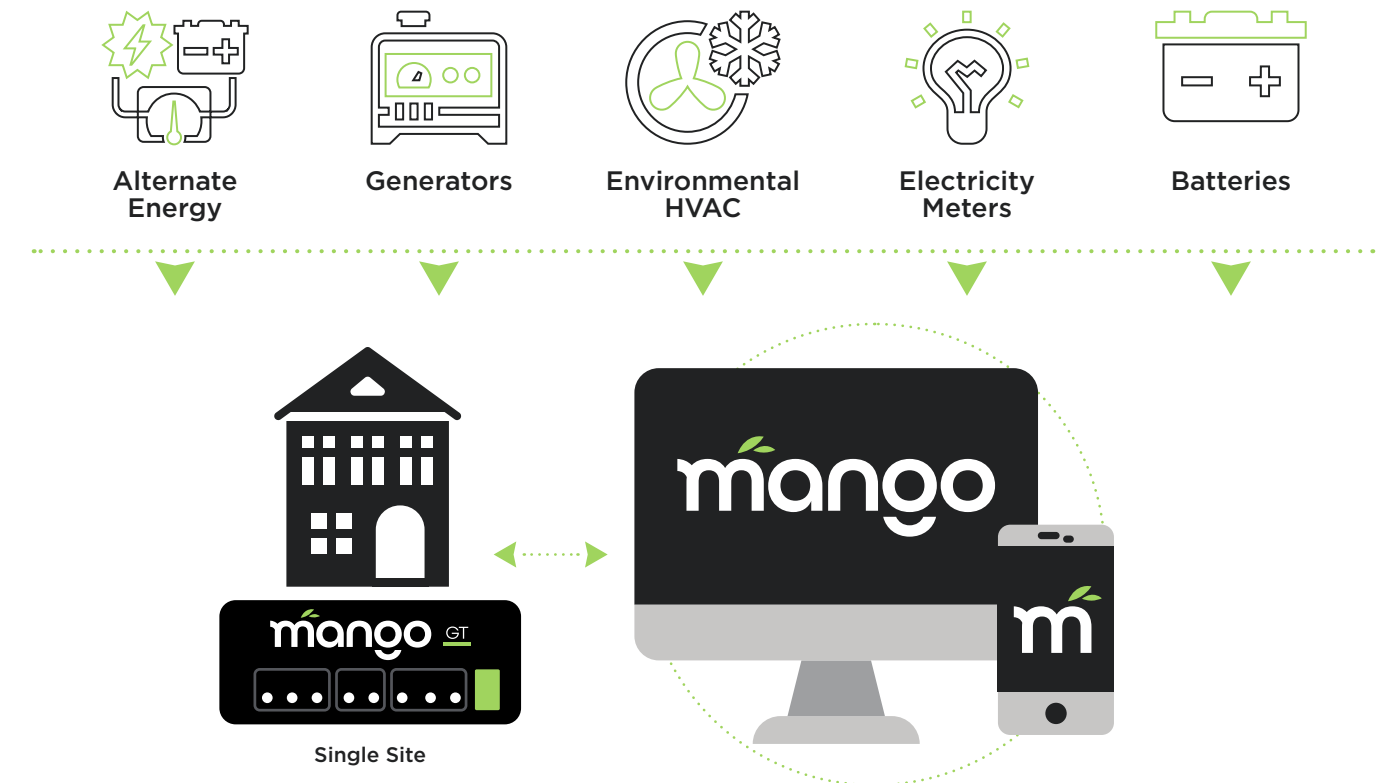 Alternate
Energy
Generators
Environmental
HVAC
Electricity
Meters
Batteries
mango
m
mango GT
Single Site